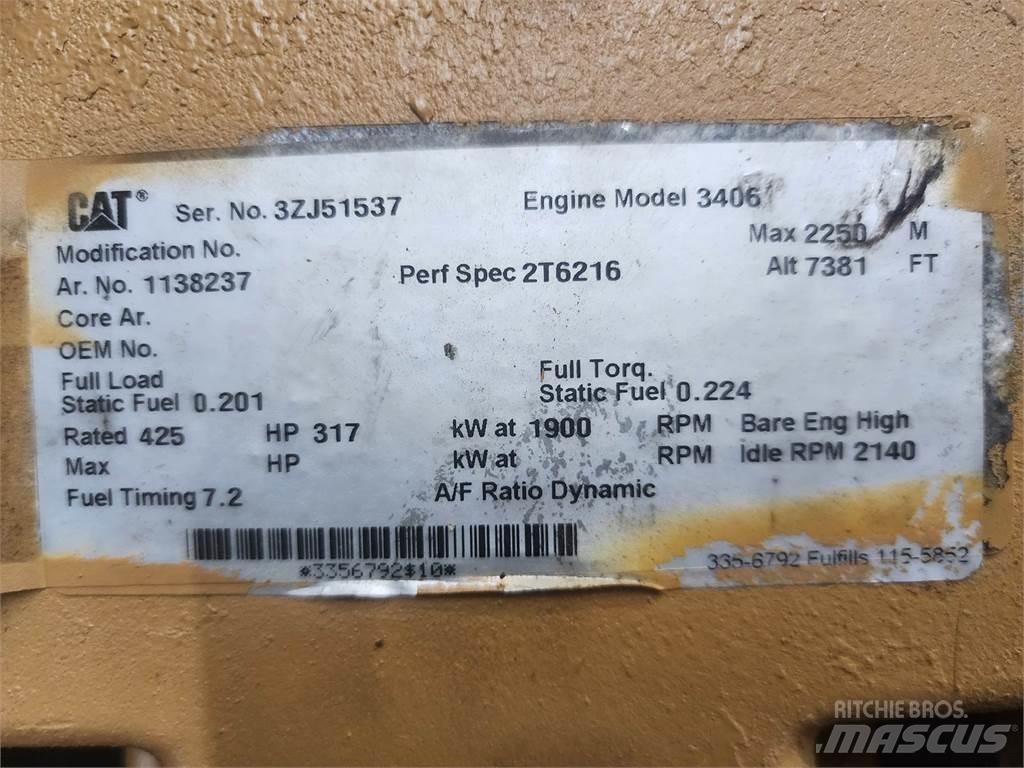 CAT® Ser. No. 3ZJ51537 Engine Model 3406
Modification No. Max 2250 M
Ar. No. 1138237 Perf Spec 2T6216 Alt 7381 FT
Core Ar.
OEM No.
Full Load Full Torq.
Static Fuel 0.201 Static Fuel 0.224
Rated 425 HP 317 kW at 1900 RPM Bare Eng High
Max HP kW at RPM Idle RPM 2140
Fuel Timing 7.2 A/F Ratio Dynamic
*3356792$10*
335-6792 Fulfills 115-5852
RITCHIE BROS.
MASCUS